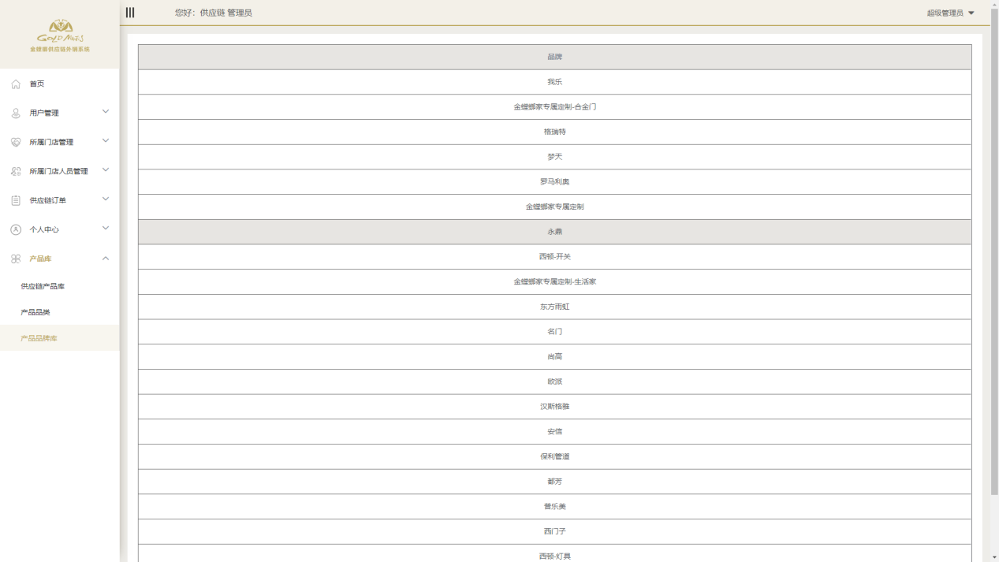 GOLD MANTIS
金螳螂供应链外销系统
您好：供应链 管理员
超级管理员
首页
用户管理
所属门店管理
所属门店人员管理
供应链订单
个人中心
产品库
供应链产品库
产品品类
产品品牌库
品牌
我乐
金螳螂家专属定制-合金门
格瑞特
梦天
罗马利奥
金螳螂家专属定制
永鼎
西顿-开关
金螳螂家专属定制-生活家
东方雨虹
名门
尚高
欧派
汉斯格雅
安信
保利管道
都芳
普乐美
西门子
西顿-灯具